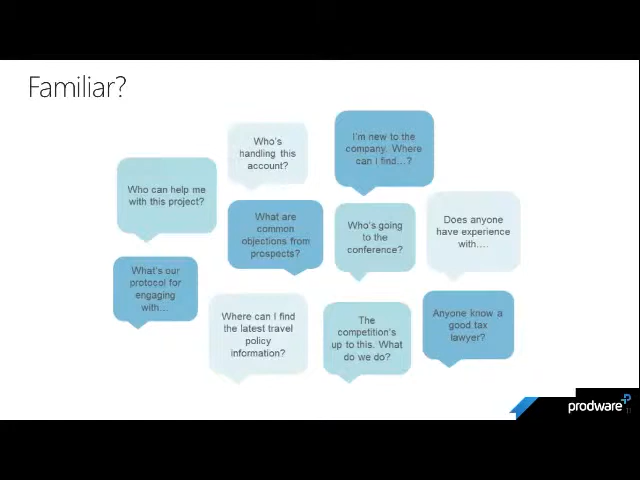 Familiar?
Who's
handling this
account?
I'm new to the
company. Where
can I find…?
Who can help me
with this project?
What are
common
objections from
prospects?
Who's going
to the
conference?
Does anyone
have experience
with….
What's our
protocol for
engaging
with…
Where can I find
the latest travel
policy
information?
The
competition's
up to this. What
do we do?
Anyone know a
good tax
lawyer?
prodware